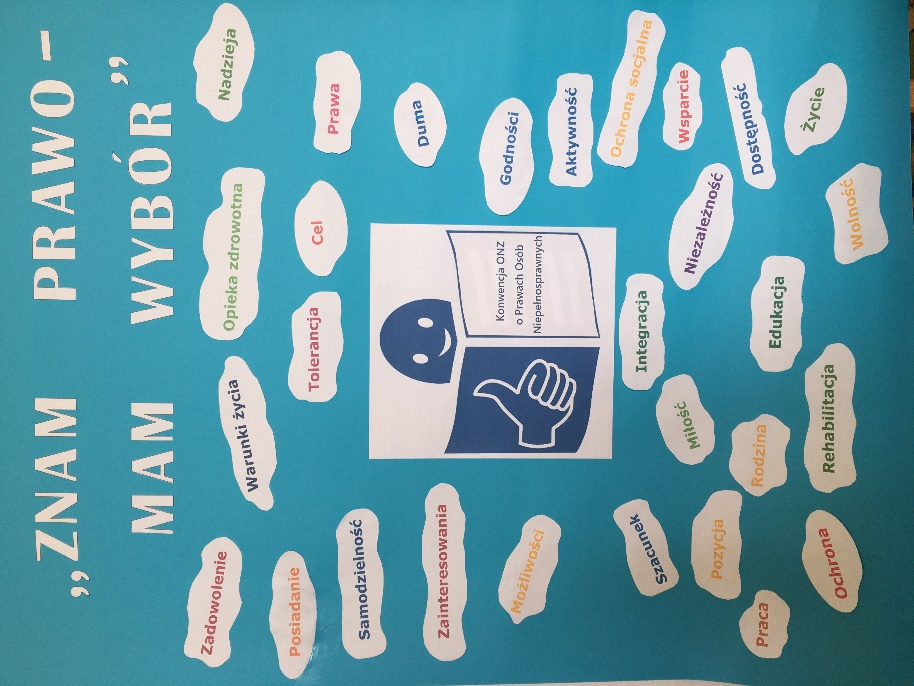 „ZNAM PRAWO –
MAM WYBÓR ”
Zadowolenie
Warunki życia
Opieka zdrowotna
Nadzieja
Posiadanie
Tolerancja
Cel
Prawa
Samodzielność
Duma
Zainteresowania
Konwencja ONZ
o Prawach Osób
Niepełnosprawnych
Godności
Możliwości
Aktywność
Szacunek
Integracja
Ochrona socjalna
Pozycja
Miłość
Niezależność
Wsparcie
Praca
Rodzina
Edukacja
Dostępność
Ochrona
Rehabilitacja
Wolność
Życie